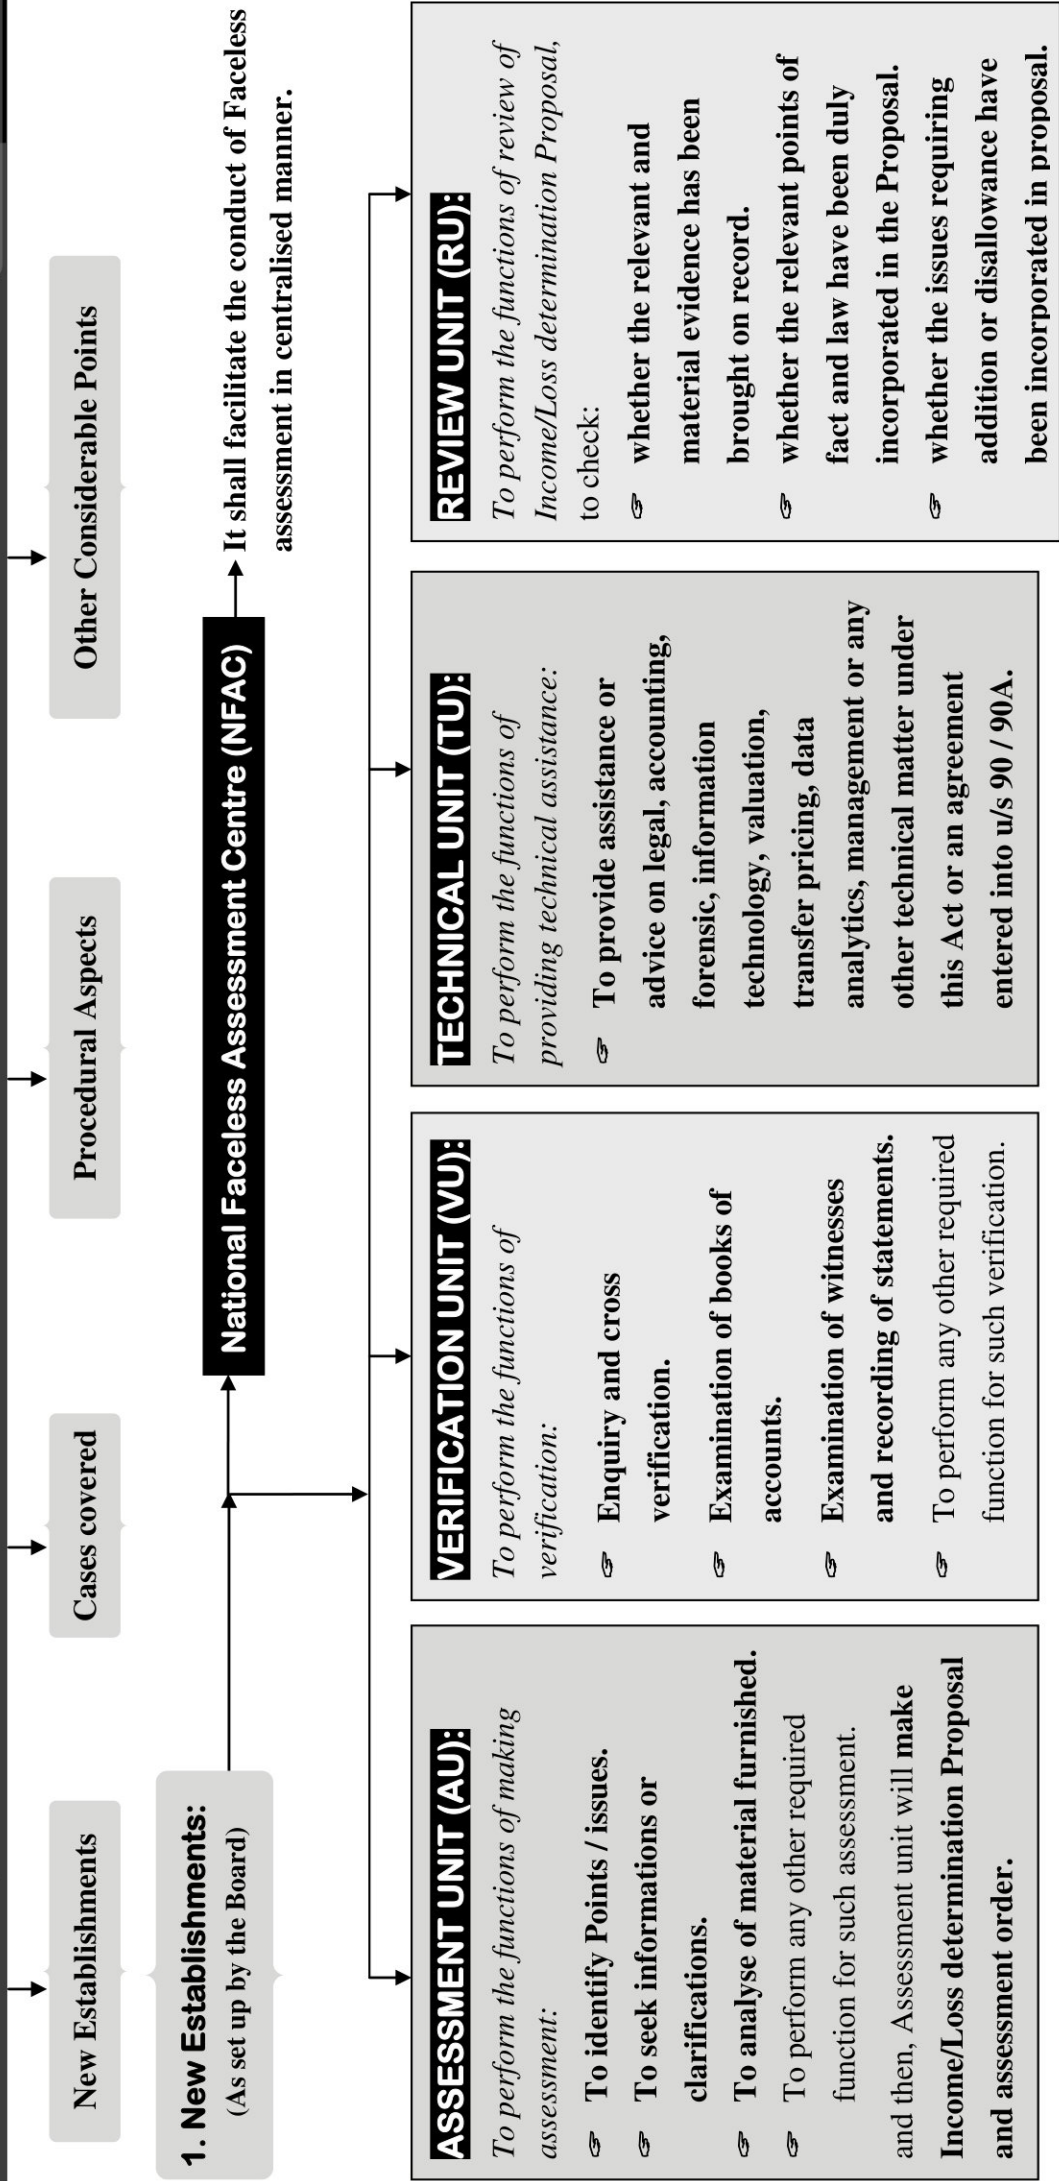 New Establishments
Cases covered
Procedural Aspects
Other Considerable Points
1. New Establishments:
(As set up by the Board)
National Faceless Assessment Centre (NFAC)
It shall facilitate the conduct of Faceless
assessment in centralised manner.
ASSESSMENT UNIT (AU):
To perform the functions of making
assessment:
☞ To identify Points / issues.
☞ To seek informations or
clarifications.
☞ To analyse of material furnished.
☞ To perform any other required
function for such assessment.
and then, Assessment unit will make
Income/Loss determination Proposal
and assessment order.
VERIFICATION UNIT (VU):
To perform the functions of
verification:
☞ Enquiry and cross
verification.
☞ Examination of books of
accounts.
☞ Examination of witnesses
and recording of statements.
☞ To perform any other required
function for such verification.
TECHNICAL UNIT (TU):
To perform the functions of
providing technical assistance:
☞ To provide assistance or
advice on legal, accounting,
forensic, information
technology, valuation,
transfer pricing, data
analytics, management or any
other technical matter under
this Act or an agreement
entered into u/s 90 / 90A.
REVIEW UNIT (RU):
To perform the functions of review of
Income/Loss determination Proposal,
to check:
☞ whether the relevant and
material evidence has been
brought on record.
☞ whether the relevant points of
fact and law have been duly
incorporated in the Proposal.
☞ whether the issues requiring
addition or disallowance have
been incorporated in proposal.